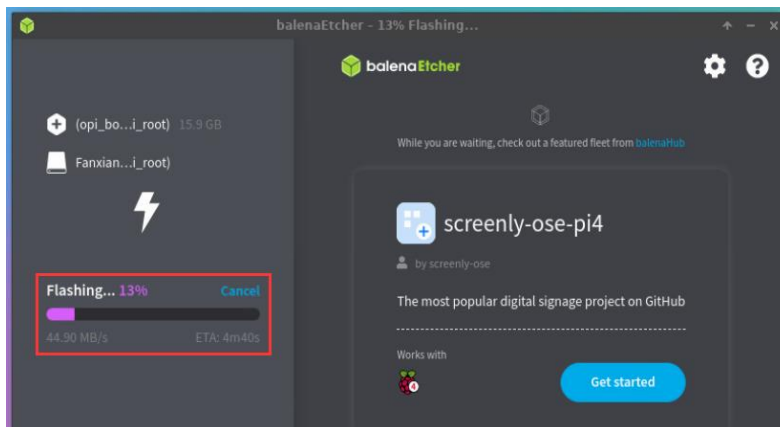 balenaEtcher - 13% Flashing...
balenaEtcher
(opi_bo...i_root) 15.9 GB
Fanxian...i_root)
While you are waiting, check out a featured fleet from balenaHub
screenly-ose-pi4
by screenly-ose
Flashing... 13% Cancel
44.90 MB/s ETA: 4m40s
The most popular digital signage project on GitHub
Works with
4
Get started